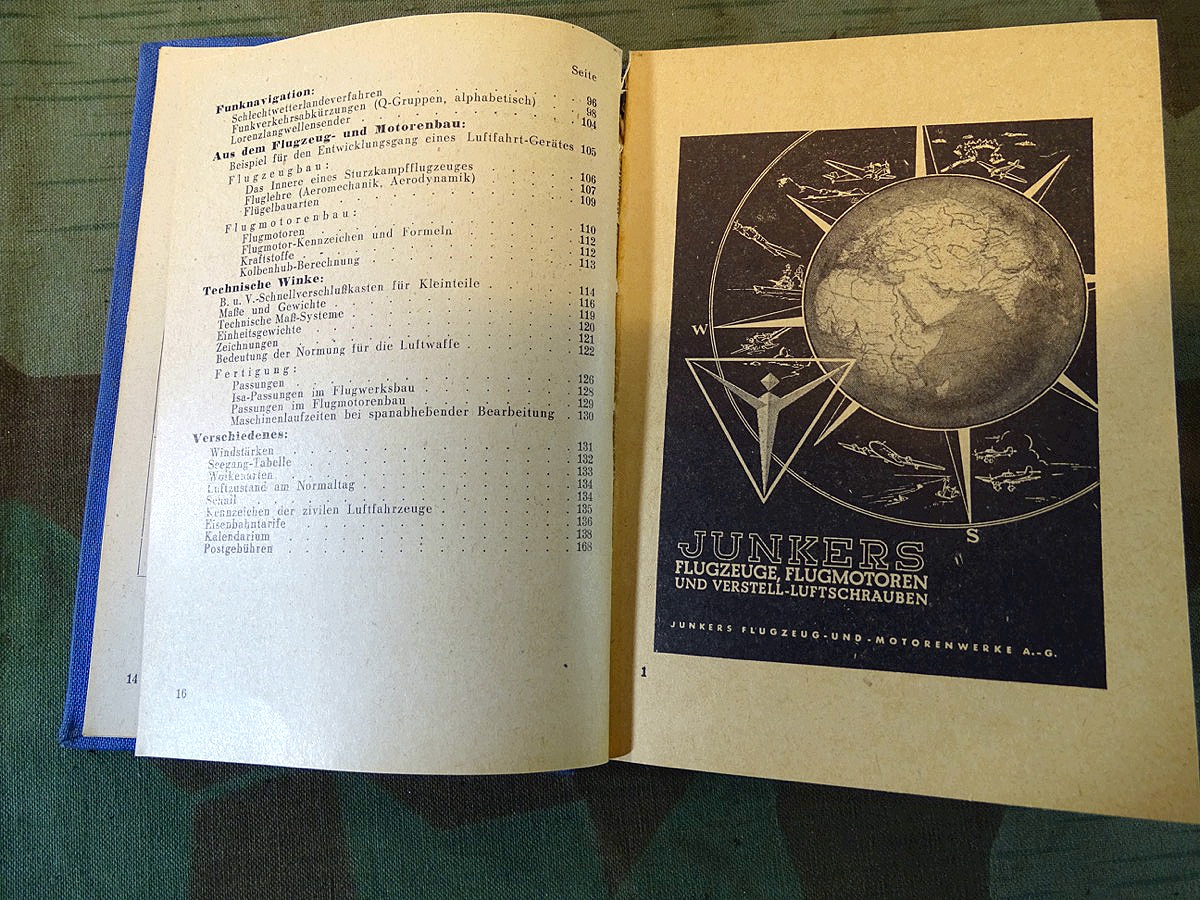 Seite
Funknavigation:
Schlechtwetterlandeverfahren 96
Funkverkehrsabkürzungen (Q-Gruppen, alphabetisch) 98
Lorenzlangwellensender 104
Aus dem Flugzeug- und Motorenbau:
Beispiel für den Entwicklungsgang eines Luftfahrt-Gerätes 105
Flugzeugbau:
Das Innere eines Sturzkampfflugzeuges 106
Fluglehre (Aeromechanik, Aerodynamik) 107
Flügelbauarten 109
Flugmotorenbau:
Flugmotoren 110
Flugmotor-Kennzeichen und Formeln 112
Kraftstoffe 112
Kolbenhub-Berechnung 113
Technische Winke:
B. u. V.-Schnellverschlußkasten für Kleinteile 114
Maße und Gewichte 116
Technische Maß-Systeme 119
Einheitsgewichte 120
Zeichnungen 121
Bedeutung der Normung für die Luftwaffe 122
Fertigung:
Passungen 126
Isa-Passungen im Flugwerksbau 128
Passungen im Flugmotorenbau 129
Maschinenlaufzeiten bei spanabhebender Bearbeitung 130
Verschiedenes:
Windstärken 131
Seegang-Tabelle 132
Wolkenarten 133
Luftzustand am Normaltag 134
Schall 134
Kennzeichen der zivilen Luftfahrzeuge 135
Eisenbahntarife 136
Kalendarium 138
Postgebühren 168
14
16
W
S
JUNKERS
FLUGZEUGE, FLUGMOTOREN
UND VERSTELL-LUFTSCHRAUBEN
JUNKERS FLUGZEUG-UND-MOTORENWERKE A.-G.
1